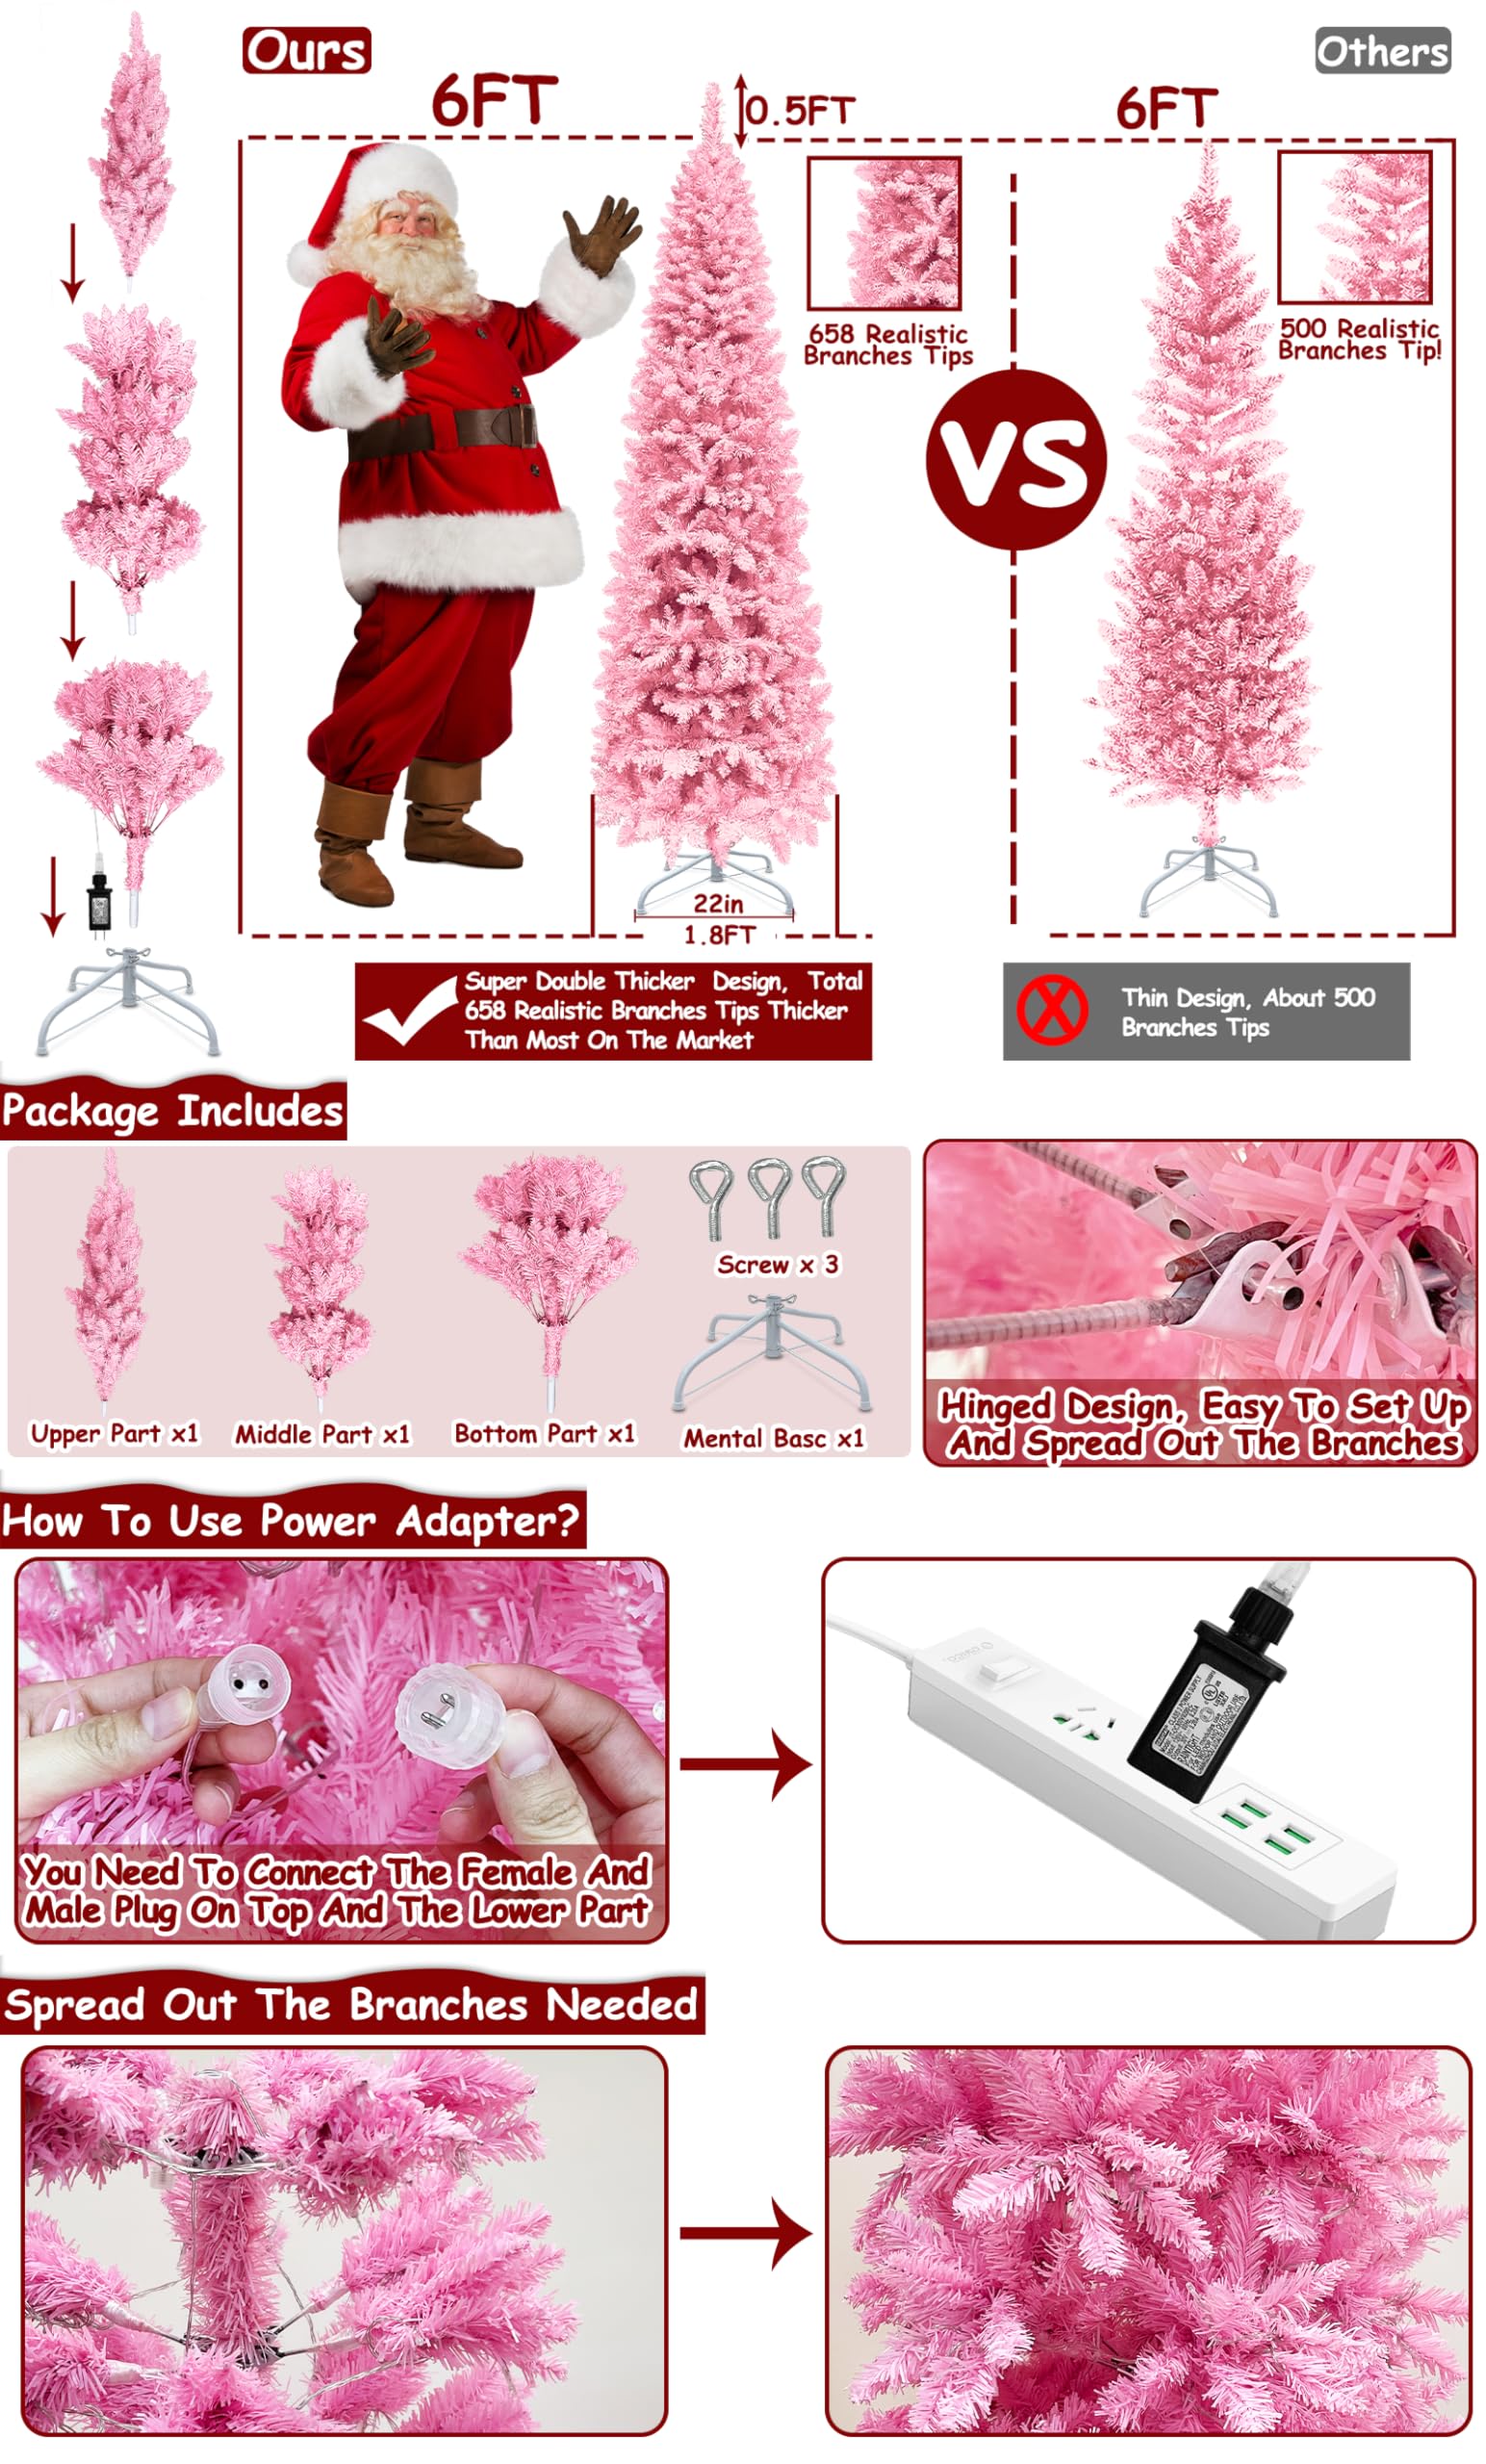 Ours
Others
6FT
0.5FT
6FT
658 Realistic
Branches Tips
500 Realistic
Branches Tip!
VS
22in
1.8FT
Super Double Thicker Design, Total
658 Realistic Branches Tips Thicker
Than Most On The Market
Thin Design, About 500
Branches Tips
Package Includes
Screw x 3
Upper Part x1
Middle Part x1
Bottom Part x1
Mental Basc x1
Hinged Design, Easy To Set Up
And Spread Out The Branches
How To Use Power Adapter?
You Need To Connect The Female And
Male Plug On Top And The Lower Part
Spread Out The Branches Needed